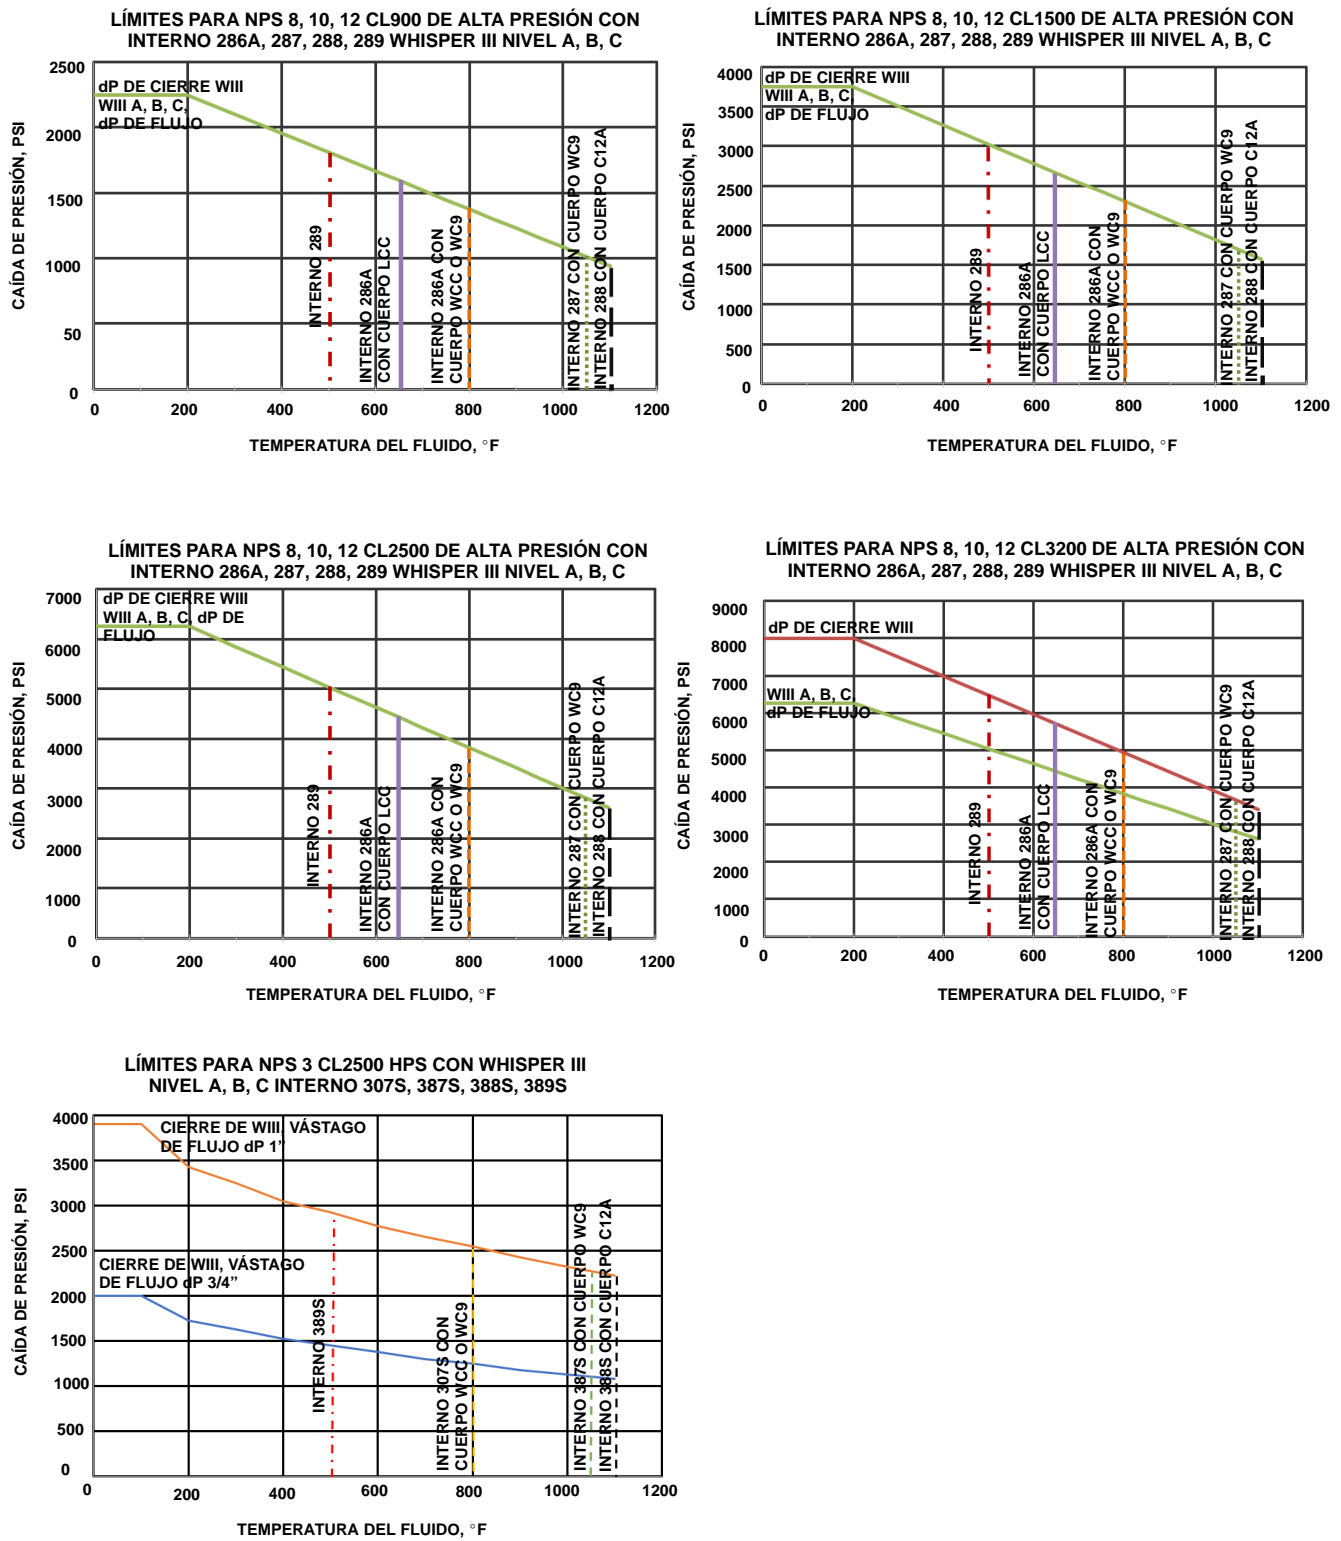 LÍMITES PARA NPS 8, 10, 12 CL900 DE ALTA PRESIÓN CON
INTERNO 286A, 287, 288, 289 WHISPER III NIVEL A, B, C
CAÍDA DE PRESIÓN, PSI
2500
2000
1500
1000
50
0
dP DE CIERRE WIII
WIII A, B, C,
dP DE FLUJO
INTERNO 289
INTERNO 286A
CON CUERPO LCC
INTERNO 286A CON
CUERPO WCC O WC9
INTERNO 287 CON CUERPO WC9
INTERNO 288 CON CUERPO C12A
0 200 400 600 800 1000 1200
TEMPERATURA DEL FLUIDO, °F
LÍMITES PARA NPS 8, 10, 12 CL1500 DE ALTA PRESIÓN CON
INTERNO 286A, 287, 288, 289 WHISPER III NIVEL A, B, C
CAÍDA DE PRESIÓN, PSI
4000
3500
3000
2500
2000
1500
1000
500
0
dP DE CIERRE WIII
WIII A, B, C,
dP DE FLUJO
INTERNO 289
INTERNO 286A
CON CUERPO LCC
INTERNO 286A CON
CUERPO WCC O WC9
INTERNO 287 CON CUERPO WC9
INTERNO 288 CON CUERPO C12A
0 200 400 600 800 1000 1200
TEMPERATURA DEL FLUIDO, °F
LÍMITES PARA NPS 8, 10, 12 CL2500 DE ALTA PRESIÓN CON
INTERNO 286A, 287, 288, 289 WHISPER III NIVEL A, B, C
CAÍDA DE PRESIÓN, PSI
7000
6000
5000
4000
3000
2000
1000
0
dP DE CIERRE WIII
WIII A, B, C, dP DE
FLUJO
INTERNO 289
INTERNO 286A
CON CUERPO LCC
INTERNO 286A CON
CUERPO WCC O WC9
INTERNO 287 CON CUERPO WC9
INTERNO 288 CON CUERPO C12A
0 200 400 600 800 1000 1200
TEMPERATURA DEL FLUIDO, °F
LÍMITES PARA NPS 8, 10, 12 CL3200 DE ALTA PRESIÓN CON
INTERNO 286A, 287, 288, 289 WHISPER III NIVEL A, B, C
CAÍDA DE PRESIÓN, PSI
9000
8000
7000
6000
5000
4000
3000
2000
1000
0
dP DE CIERRE WIII
WIII A, B, C,
dP DE FLUJO
INTERNO 289
INTERNO 286A
CON CUERPO LCC
INTERNO 286A CON
CUERPO WCC O WC9
INTERNO 287 CON CUERPO WC9
INTERNO 288 CON CUERPO C12A
0 200 400 600 800 1000 1200
TEMPERATURA DEL FLUIDO, °F
LÍMITES PARA NPS 3 CL2500 HPS CON WHISPER III
NIVEL A, B, C INTERNO 307S, 387S, 388S, 389S
CAÍDA DE PRESIÓN, PSI
4000
3500
3000
2500
2000
1500
1000
500
0
CIERRE DE WIII, VÁSTAGO
DE FLUJO dP 1”
CIERRE DE WIII, VÁSTAGO
DE FLUJO dP 3/4”
INTERNO 389S
INTERNO 307S CON
CUERPO WCC O WC9
INTERNO 387S CON CUERPO WC9
INTERNO 388S CON CUERPO C12A
0 200 400 600 800 1000 1200
TEMPERATURA DEL FLUIDO, °F